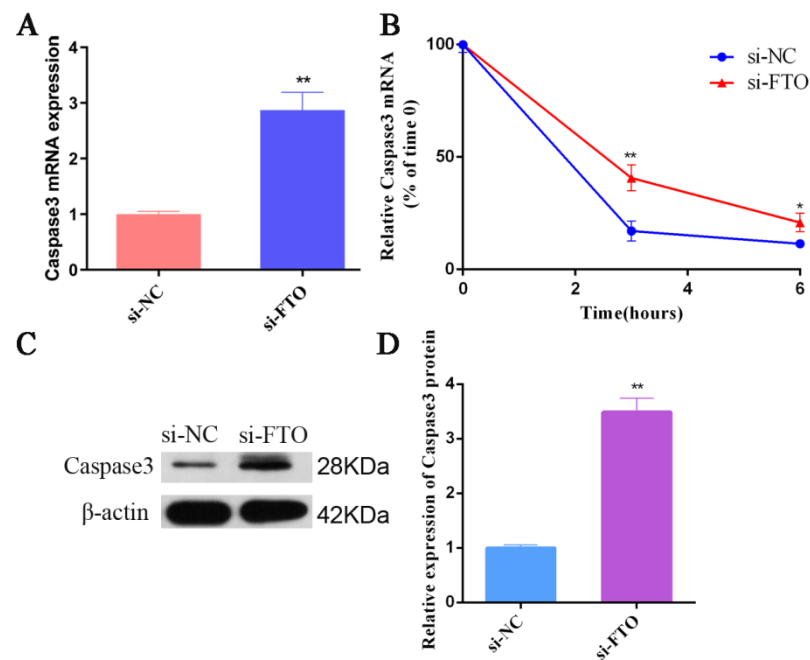 A
Caspase3 mRNA expression
4
3
2
1
0
**
si-NC
si-FTO
B
Relative Caspase3 mRNA
(% of time 0)
100
50
0
**
*
si-NC
si-FTO
0
2
4
6
Time(hours)
C
si-NC si-FTO
Caspase3 28KDa
β-actin 42KDa
D
Relative expression of Caspase3 protein
4
3
2
1
0
**
si-NC
si-FTO